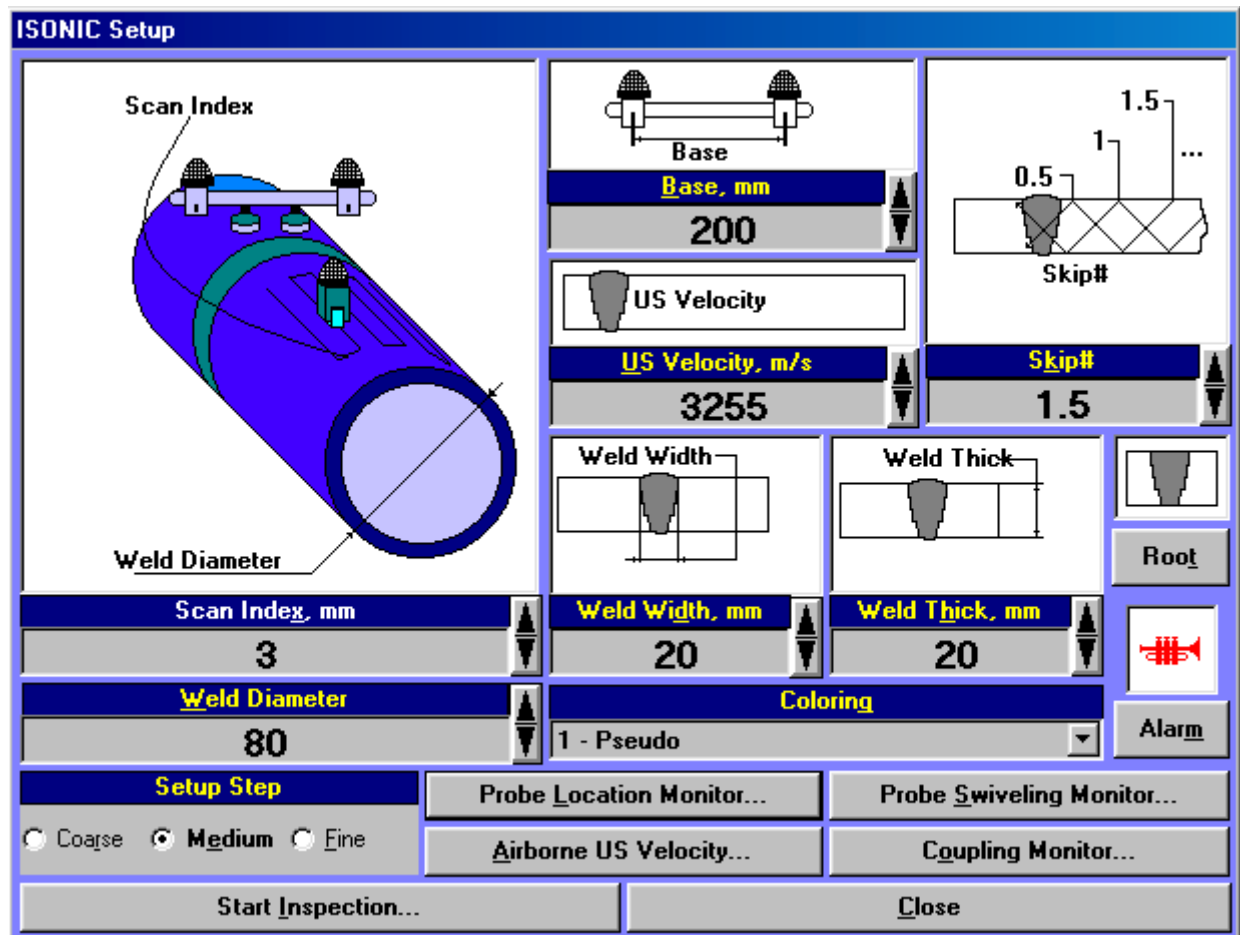 ISONIC Setup
Scan Index
Weld Diameter
Scan Index, mm
3
Weld Diameter
80
Base
Base, mm
200
US Velocity
US Velocity, m/s
3255
1.5
1
...
0.5
Skip#
Skip#
1.5
Weld Width
Weld Width, mm
20
Weld Thick
Weld Thick, mm
20
Root
Alarm
Coloring
1 - Pseudo
Setup Step
Coarse Medium Fine
Probe Location Monitor...
Probe Swiveling Monitor...
Airborne US Velocity...
Coupling Monitor...
Start Inspection...
Close